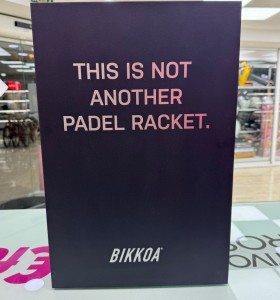 THIS IS NOT
ANOTHER
PADEL RACKET.
BIKKOA